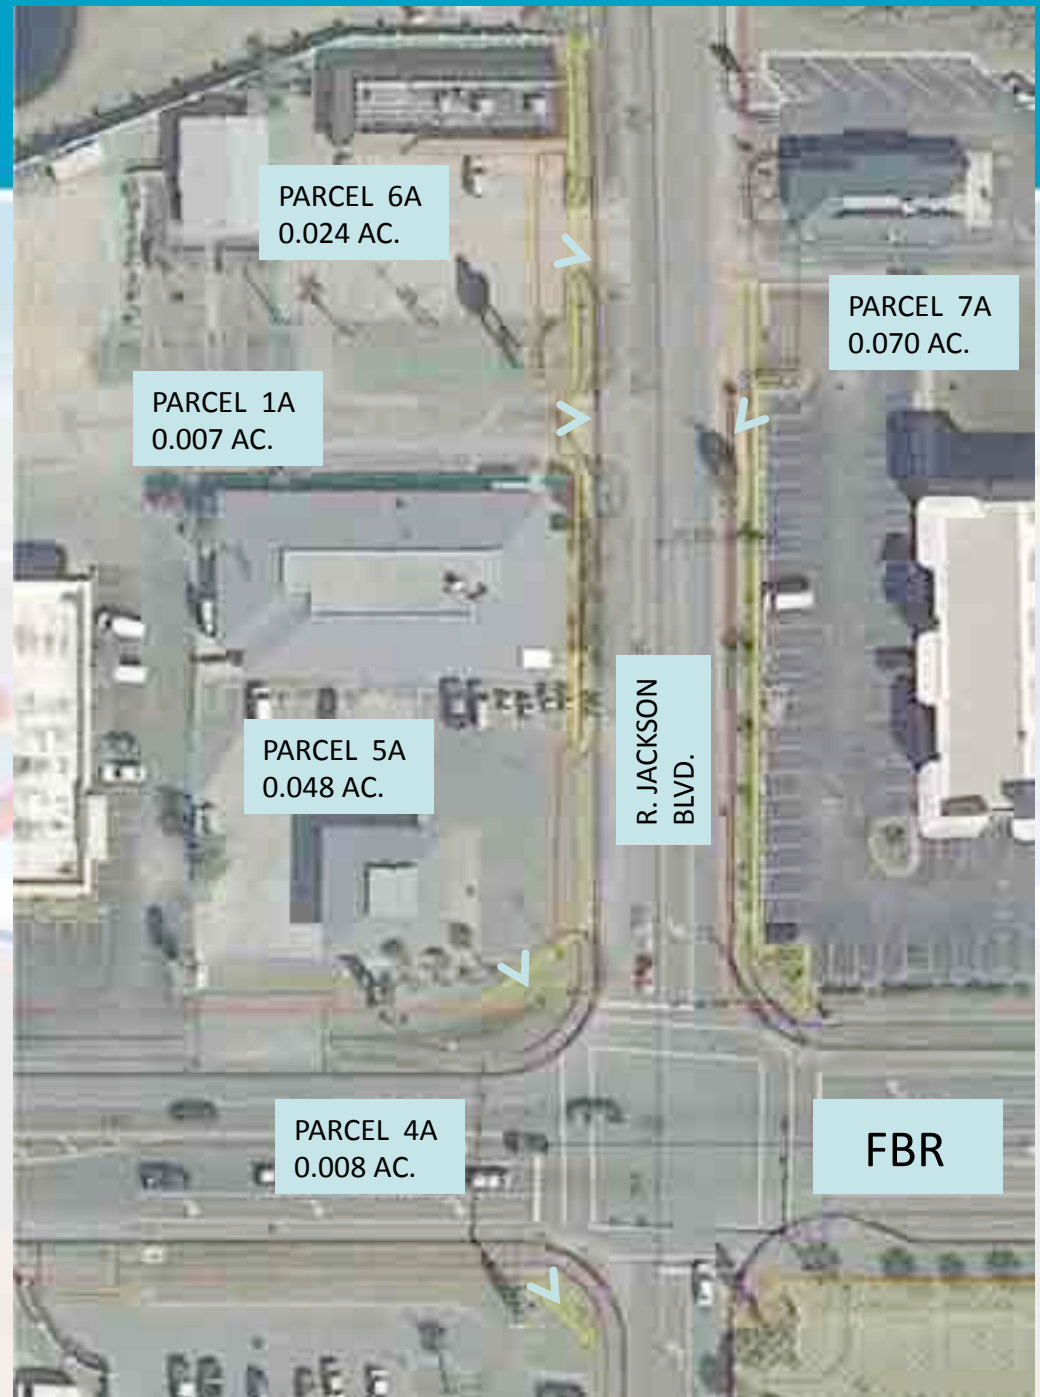 PARCEL 6A
0.024 AC.
PARCEL 7A
0.070 AC.
PARCEL 1A
0.007 AC.
R. JACKSON
BLVD.
PARCEL 5A
0.048 AC.
PARCEL 4A
0.008 AC.
FBR